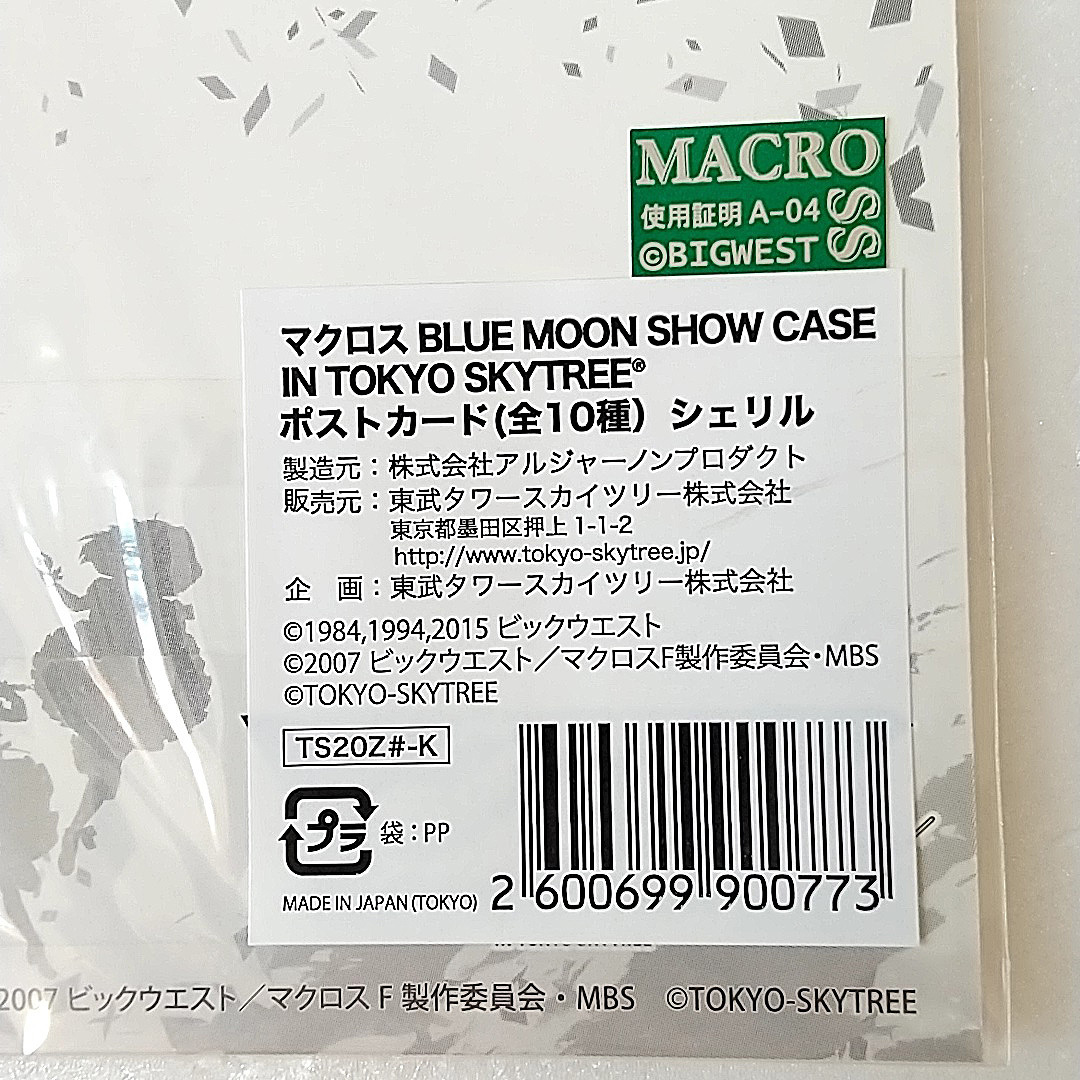 MACROSS
使用証明 A-04
©BIGWEST
マクロス BLUE MOON SHOW CASE
IN TOKYO SKYTREE®
ポストカード(全10種) シェリル
製造元：株式会社アルジャーノンプロダクト
販売元：東武タワースカイツリー株式会社
東京都墨田区押上 1-1-2
http://www.tokyo-skytree.jp/
企 画：東武タワースカイツリー株式会社
©1984,1994,2015 ビックウエスト
©2007 ビックウエスト／マクロスF製作委員会・MBS
©TOKYO-SKYTREE
TS20Z#-K
プラ 袋：PP
MADE IN JAPAN (TOKYO)
2 600699 900773
2007 ビックウエスト／マクロス F 製作委員会・MBS ©TOKYO-SKYTREE